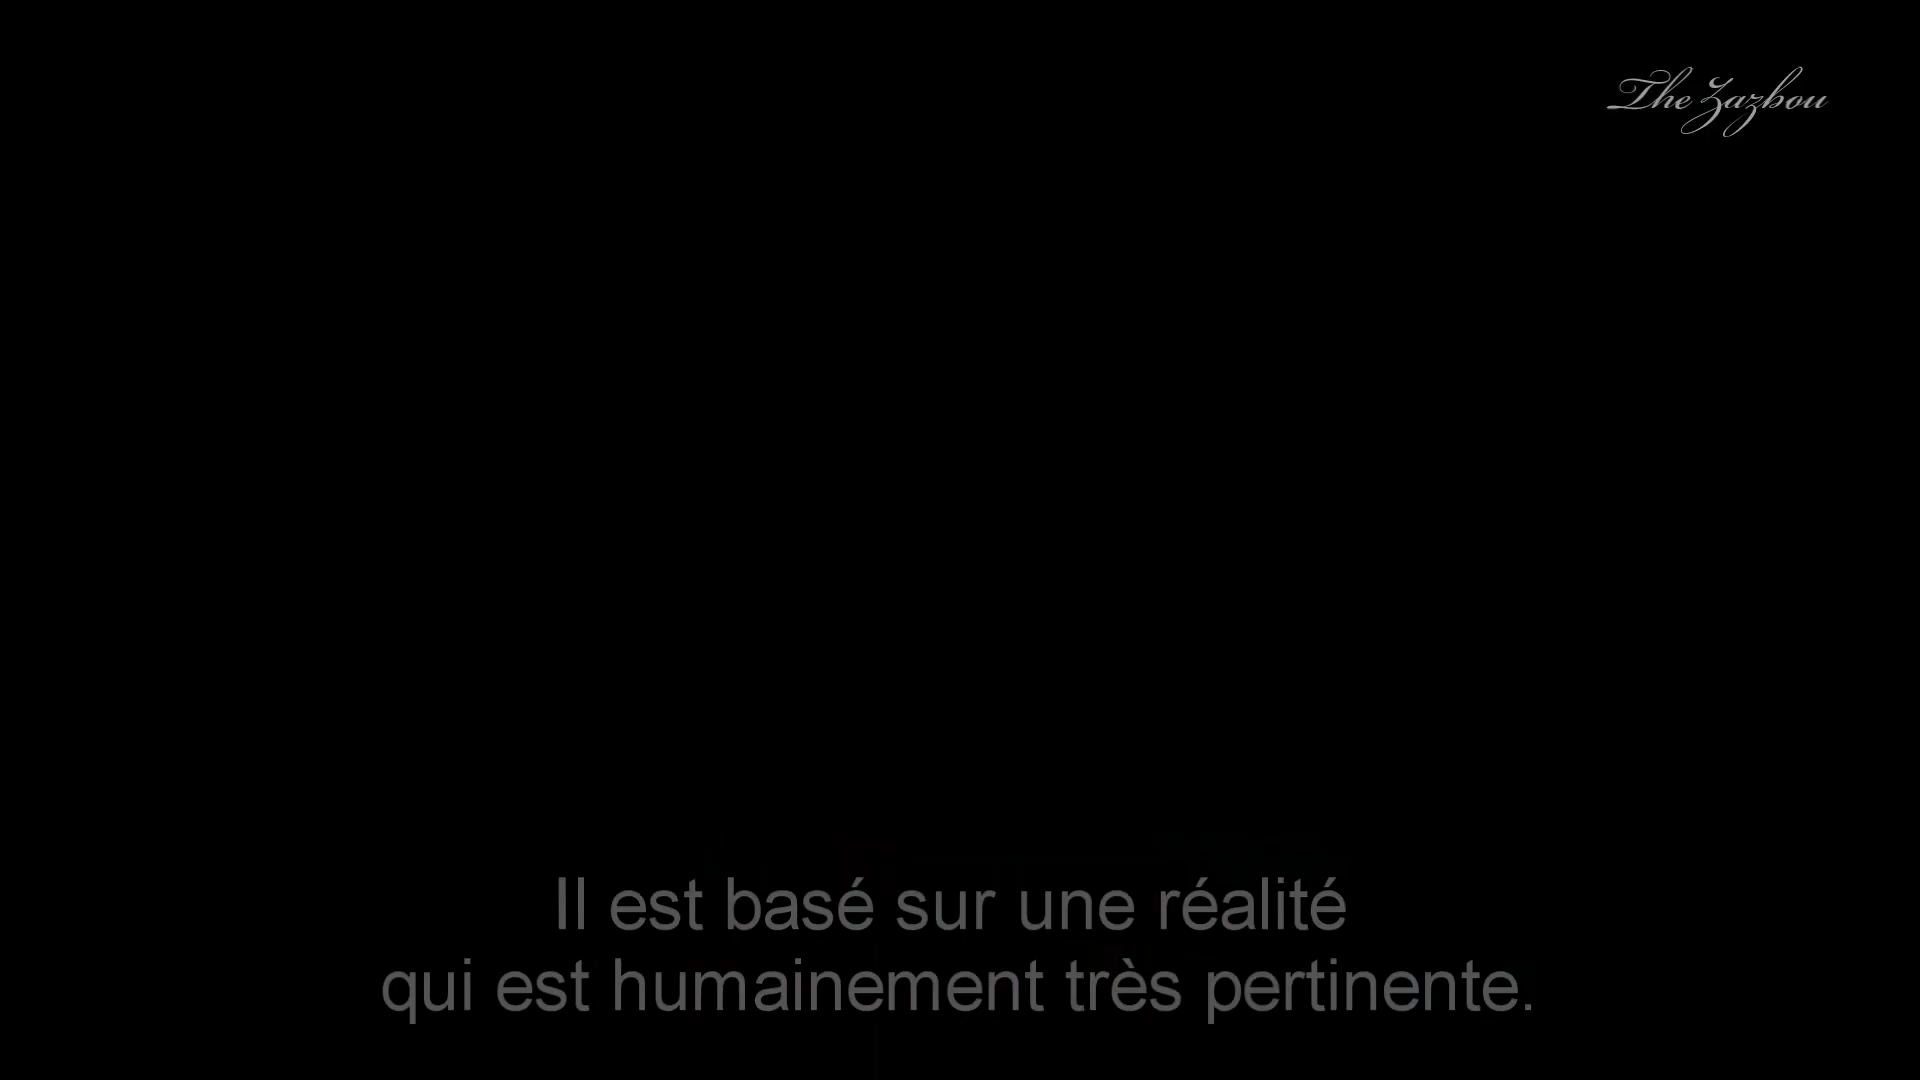 The Zazbou
Il est basé sur une réalité
qui est humainement très pertinente.